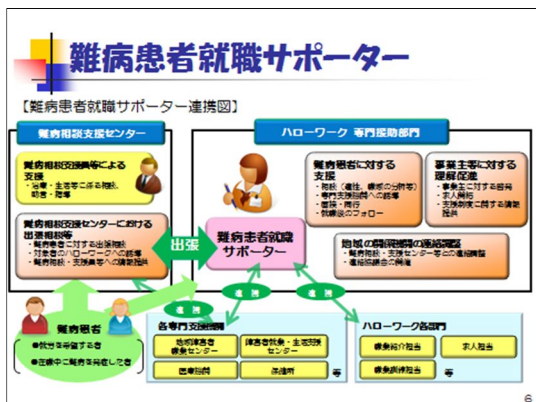 難病患者就職サポーター
【難病患者就職サポーター連携図】
難病相談支援センター
難病相談支援員等による
支援
・治療・生活等に係る相談、
助言・指導
難病相談支援センターにおける
出張相談等
・難病患者に対する出張相談
・対象者のハローワークへの誘導
・難病相談・支援員等への情報提供
出張
ハローワーク 専門援助部門
難病患者就職
サポーター
難病患者に対する
支援
・相談（適性、職域の分析等）
・専門支援機関への誘導
・面接・同行
・就職後のフォロー
事業主等に対する
理解促進
・事業主に対する啓発
・求人開拓
・支援制度に関する情報
提供
地域の関係機関の連絡調整
・難病相談・支援センター等との連絡調整
・連絡協議会の開催
連携
連携
連携
難病患者
●就労を希望する者
●在職中に難病を発症した者
各専門支援機関
地域障害者
職業センター
障害者就業・生活支援
センター
医療機関
保健所
等
ハローワーク各部門
職業紹介担当
求人担当
職業訓練担当
等
6